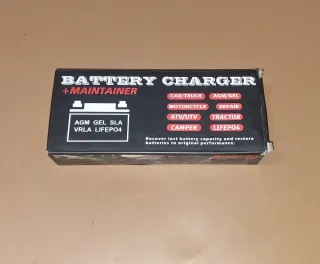 BATTERY CHARGER
+MAINTAINER
CAR/TRUCK AGM/GEL
MOTORCYCLE REPAIR
ATV/UTV TRACTOR
CAMPER LIFEPO4
AGM GEL SLA
VRLA LIFEPO4
Recover lost battery capacity and restore
batteries to original performance.